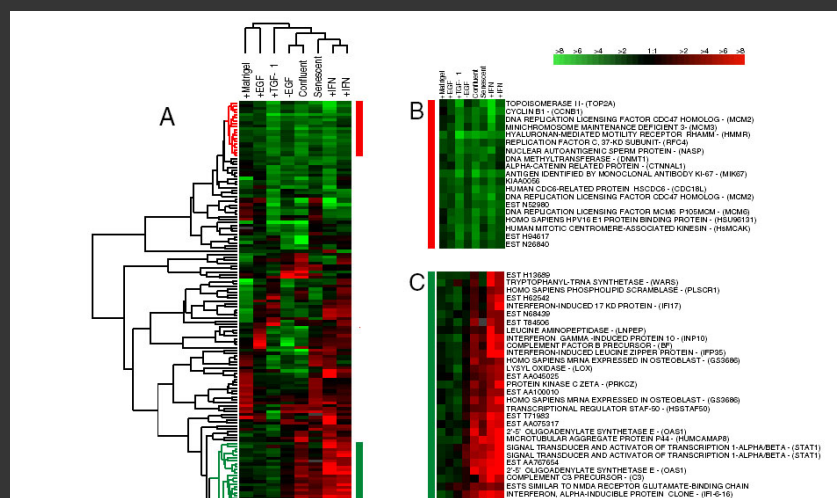 A
+Matrigel
+EGF
+TGF- 1
-EGF
Confluent
Senescent
+IFN
+IFN
>8 >6 >4 >2 1:1 >2 >4 >6 >8
B
+Matrigel
+EGF
+TGF- 1
-EGF
Confluent
Senescent
+IFN
+IFN
TOPOISOMERASE II - (TOP2A)
CYCLIN B1 - (CCNB1)
DNA REPLICATION LICENSING FACTOR CDC47 HOMOLOG - (MCM2)
MINICHROMOSOME MAINTENANCE DEFICIENT 3- (MCM3)
HYALURONAN-MEDIATED MOTILITY RECEPTOR RHAMM - (HMMR)
REPLICATION FACTOR C, 37-KD SUBUNIT- (RFC4)
NUCLEAR AUTOANTIGENIC SPERM PROTEIN - (NASP)
DNA METHYLTRANSFERASE - (DNMT1)
ALPHA-CATENIN RELATED PROTEIN - (CTNNAL1)
ANTIGEN IDENTIFIED BY MONOCLONAL ANTIBODY KI-67 - (MIK67)
KIAA0056
HUMAN CDC6-RELATED PROTEIN HSCDC6 - (CDC18L)
DNA REPLICATION LICENSING FACTOR CDC47 HOMOLOG - (MCM2)
EST N52980
DNA REPLICATION LICENSING FACTOR MCM6 P105MCM - (MCM6)
HOMO SAPIENS HPV16 E1 PROTEIN BINDING PROTEIN - (HSU96131)
HUMAN MITOTIC CENTROMERE-ASSOCIATED KINESIN - (HsMCAK)
EST H94617
EST N26840
C
EST H13689
TRYPTOPHANYL-TRNA SYNTHETASE - (WARS)
HOMO SAPIENS PHOSPHOLIPID SCRAMBLASE - (PLSCR1)
EST H62542
INTERFERON-INDUCED 17 KD PROTEIN - (IFI17)
EST N68439
EST T84506
LEUCINE AMINOPEPTIDASE - (LNPEP)
INTERFERON GAMMA -INDUCED PROTEIN 10 - (INP10)
COMPLEMENT FACTOR B PRECURSOR - (BF)
INTERFERON-INDUCED LEUCINE ZIPPER PROTEIN - (IFP35)
HOMO SAPIENS MRNA EXPRESSED IN OSTEOBLAST - (GS3686)
LYSYL OXIDASE - (LOX)
EST AA045025
PROTEIN KINASE C ZETA - (PRKCZ)
EST AA100010
HOMO SAPIENS MRNA EXPRESSED IN OSTEOBLAST - (GS3686)
TRANSCRIPTIONAL REGULATOR STAF-50 - (HSSTAF50)
EST T71983
EST AA075317
2'-5' OLIGOADENYLATE SYNTHETASE E - (OAS1)
MICROTUBULAR AGGREGATE PROTEIN P44 - (HUMCAMAP8)
SIGNAL TRANSDUCER AND ACTIVATOR OF TRANSCRIPTION 1-ALPHA/BETA - (STAT1)
SIGNAL TRANSDUCER AND ACTIVATOR OF TRANSCRIPTION 1-ALPHA/BETA - (STAT1)
EST AA767654
2'-5' OLIGOADENYLATE SYNTHETASE E - (OAS1)
COMPLEMENT C3 PRECURSOR - (C3)
ESTS SIMILAR TO NMDA RECEPTOR GLUTAMATE-BINDING CHAIN
INTERFERON, ALPHA-INDUCIBLE PROTEIN CLONE - (IFI-6-16)